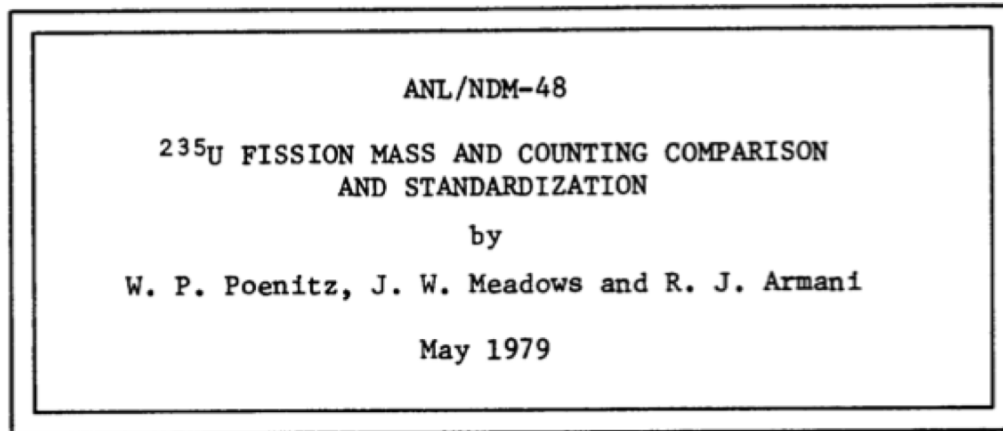 ANL/NDM-48
²³⁵U FISSION MASS AND COUNTING COMPARISON
AND STANDARDIZATION
by
W. P. Poenitz, J. W. Meadows and R. J. Armani
May 1979